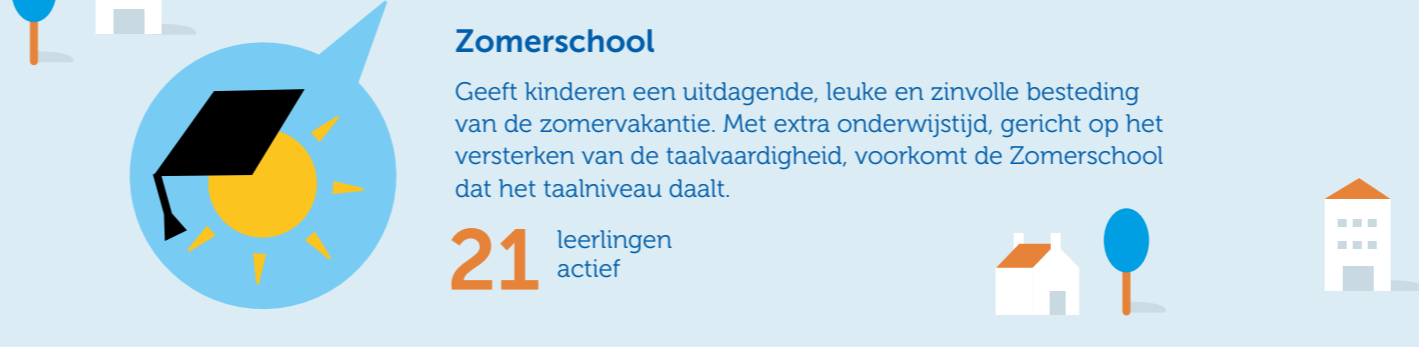 Zomerschool
Geeft kinderen een uitdagende, leuke en zinvolle besteding
van de zomervakantie. Met extra onderwijstijd, gericht op het
versterken van de taalvaardigheid, voorkomt de Zomerschool
dat het taalniveau daalt.
21 leerlingen
actief